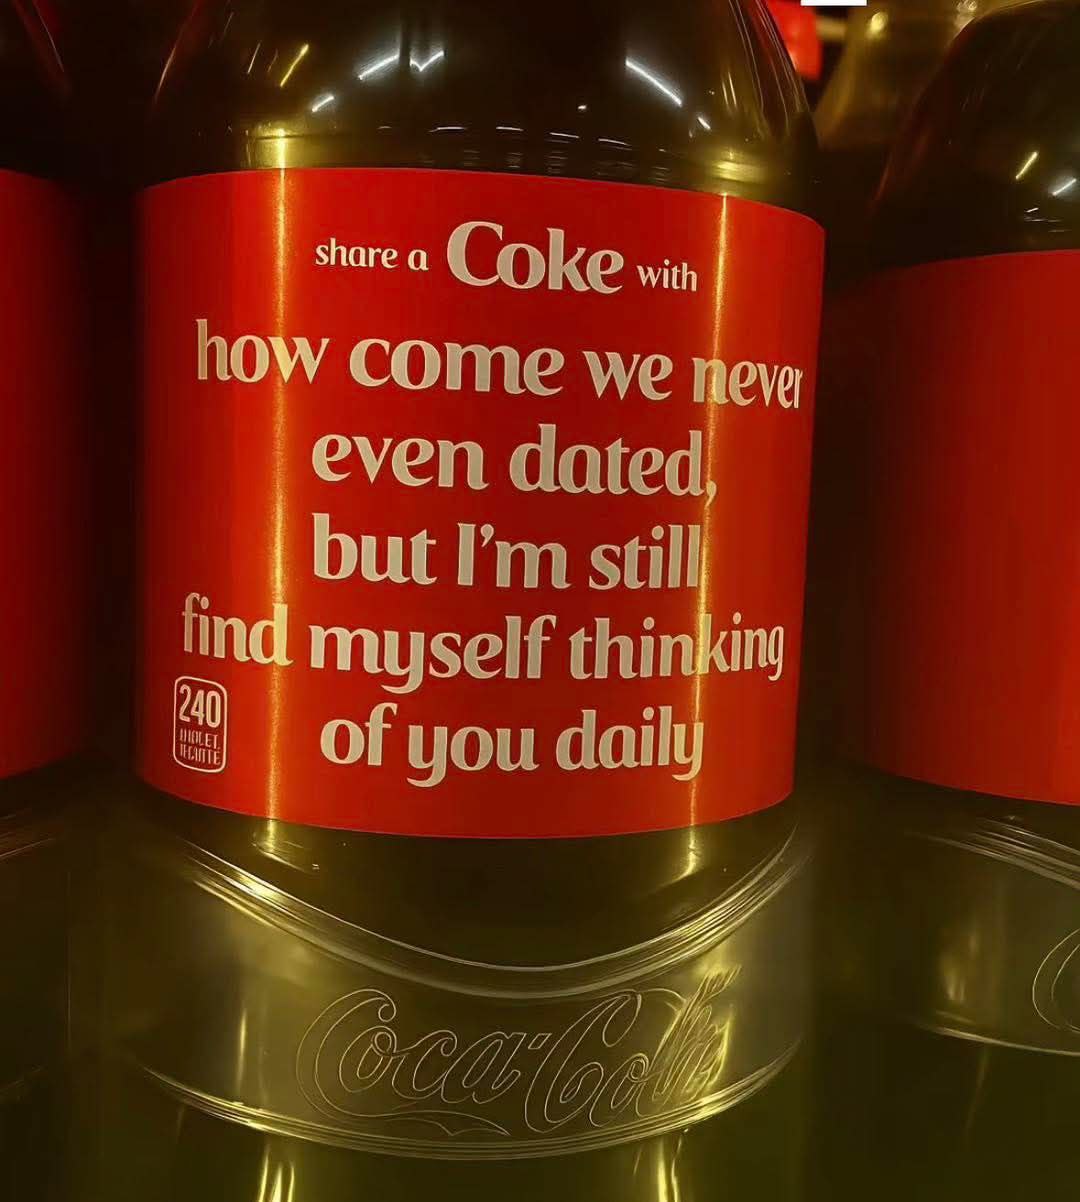 share a Coke with
how come we never
even dated,
but I'm still
find myself thinking
of you daily
240
Coca-Cola